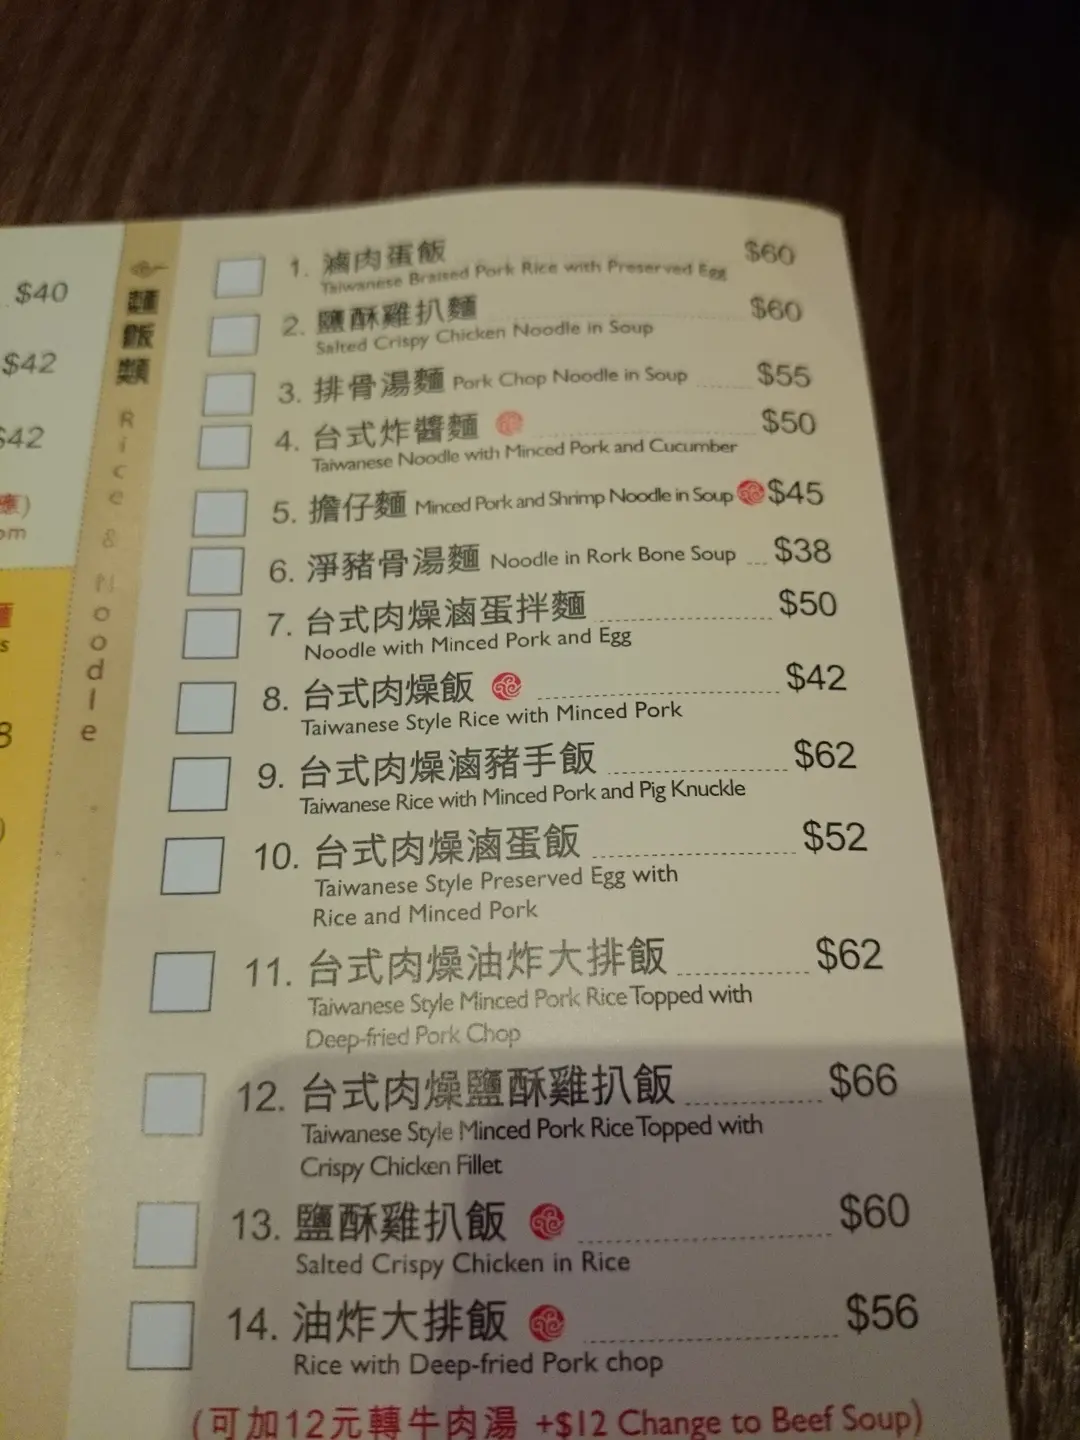 $40
$42
$42
麵飯類 Rice & Noodle
1. 滷肉蛋飯 $60
Taiwanese Braised Pork Rice with Preserved Egg
2. 鹽酥雞扒麵 $60
Salted Crispy Chicken Noodle in Soup
3. 排骨湯麵 Pork Chop Noodle in Soup $55
4. 台式炸醬麵 $50
Taiwanese Noodle with Minced Pork and Cucumber
5. 擔仔麵 Minced Pork and Shrimp Noodle in Soup $45
6. 淨豬骨湯麵 Noodle in Rork Bone Soup $38
7. 台式肉燥滷蛋拌麵 $50
Noodle with Minced Pork and Egg
8. 台式肉燥飯 $42
Taiwanese Style Rice with Minced Pork
9. 台式肉燥滷豬手飯 $62
Taiwanese Rice with Minced Pork and Pig Knuckle
10. 台式肉燥滷蛋飯 $52
Taiwanese Style Preserved Egg with
Rice and Minced Pork
11. 台式肉燥油炸大排飯 $62
Taiwanese Style Minced Pork Rice Topped with
Deep-fried Pork Chop
12. 台式肉燥鹽酥雞扒飯 $66
Taiwanese Style Minced Pork Rice Topped with
Crispy Chicken Fillet
13. 鹽酥雞扒飯 $60
Salted Crispy Chicken in Rice
14. 油炸大排飯 $56
Rice with Deep-fried Pork chop
(可加12元轉牛肉湯 +$12 Change to Beef Soup)